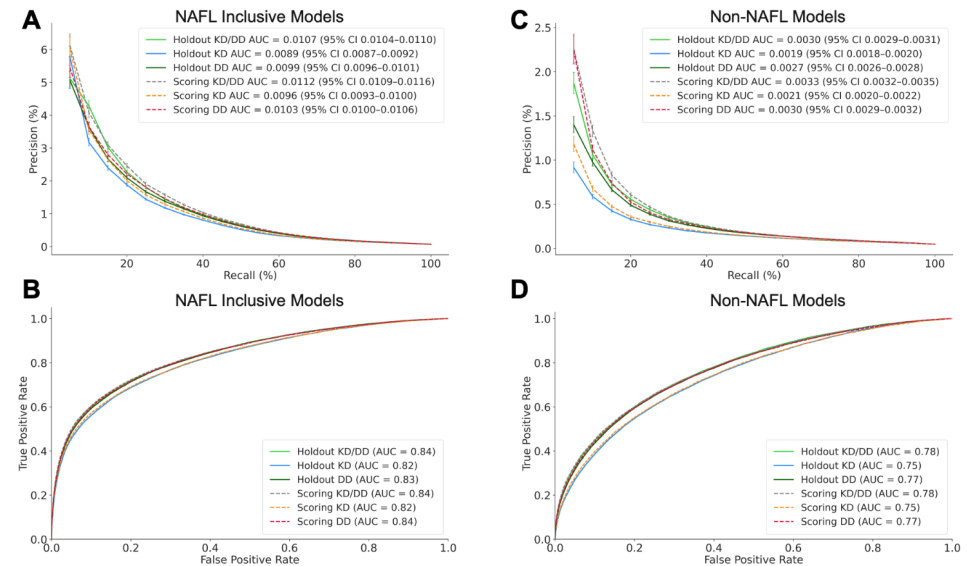 A
NAFL Inclusive Models
Holdout KD/DD AUC = 0.0107 (95% CI 0.0104–0.0110)
Holdout KD AUC = 0.0089 (95% CI 0.0087–0.0092)
Holdout DD AUC = 0.0099 (95% CI 0.0096–0.0101)
Scoring KD/DD AUC = 0.0112 (95% CI 0.0109–0.0116)
Scoring KD AUC = 0.0096 (95% CI 0.0093–0.0100)
Scoring DD AUC = 0.0103 (95% CI 0.0100–0.0106)
Precision (%)
6
5
4
3
2
1
0
20
40
60
80
100
Recall (%)
C
Non-NAFL Models
Holdout KD/DD AUC = 0.0030 (95% CI 0.0029–0.0031)
Holdout KD AUC = 0.0019 (95% CI 0.0018–0.0020)
Holdout DD AUC = 0.0027 (95% CI 0.0026–0.0028)
Scoring KD/DD AUC = 0.0033 (95% CI 0.0032–0.0035)
Scoring KD AUC = 0.0021 (95% CI 0.0020–0.0022)
Scoring DD AUC = 0.0030 (95% CI 0.0029–0.0032)
Precision (%)
2.5
2.0
1.5
1.0
0.5
0.0
20
40
60
80
100
Recall (%)
B
NAFL Inclusive Models
True Positive Rate
1.0
0.8
0.6
0.4
0.2
0.0
Holdout KD/DD (AUC = 0.84)
Holdout KD (AUC = 0.82)
Holdout DD (AUC = 0.83)
Scoring KD/DD (AUC = 0.84)
Scoring KD (AUC = 0.82)
Scoring DD (AUC = 0.84)
0.0
0.2
0.4
0.6
0.8
1.0
False Positive Rate
D
Non-NAFL Models
True Positive Rate
1.0
0.8
0.6
0.4
0.2
0.0
Holdout KD/DD (AUC = 0.78)
Holdout KD (AUC = 0.75)
Holdout DD (AUC = 0.77)
Scoring KD/DD (AUC = 0.78)
Scoring KD (AUC = 0.75)
Scoring DD (AUC = 0.77)
0.0
0.2
0.4
0.6
0.8
1.0
False Positive Rate